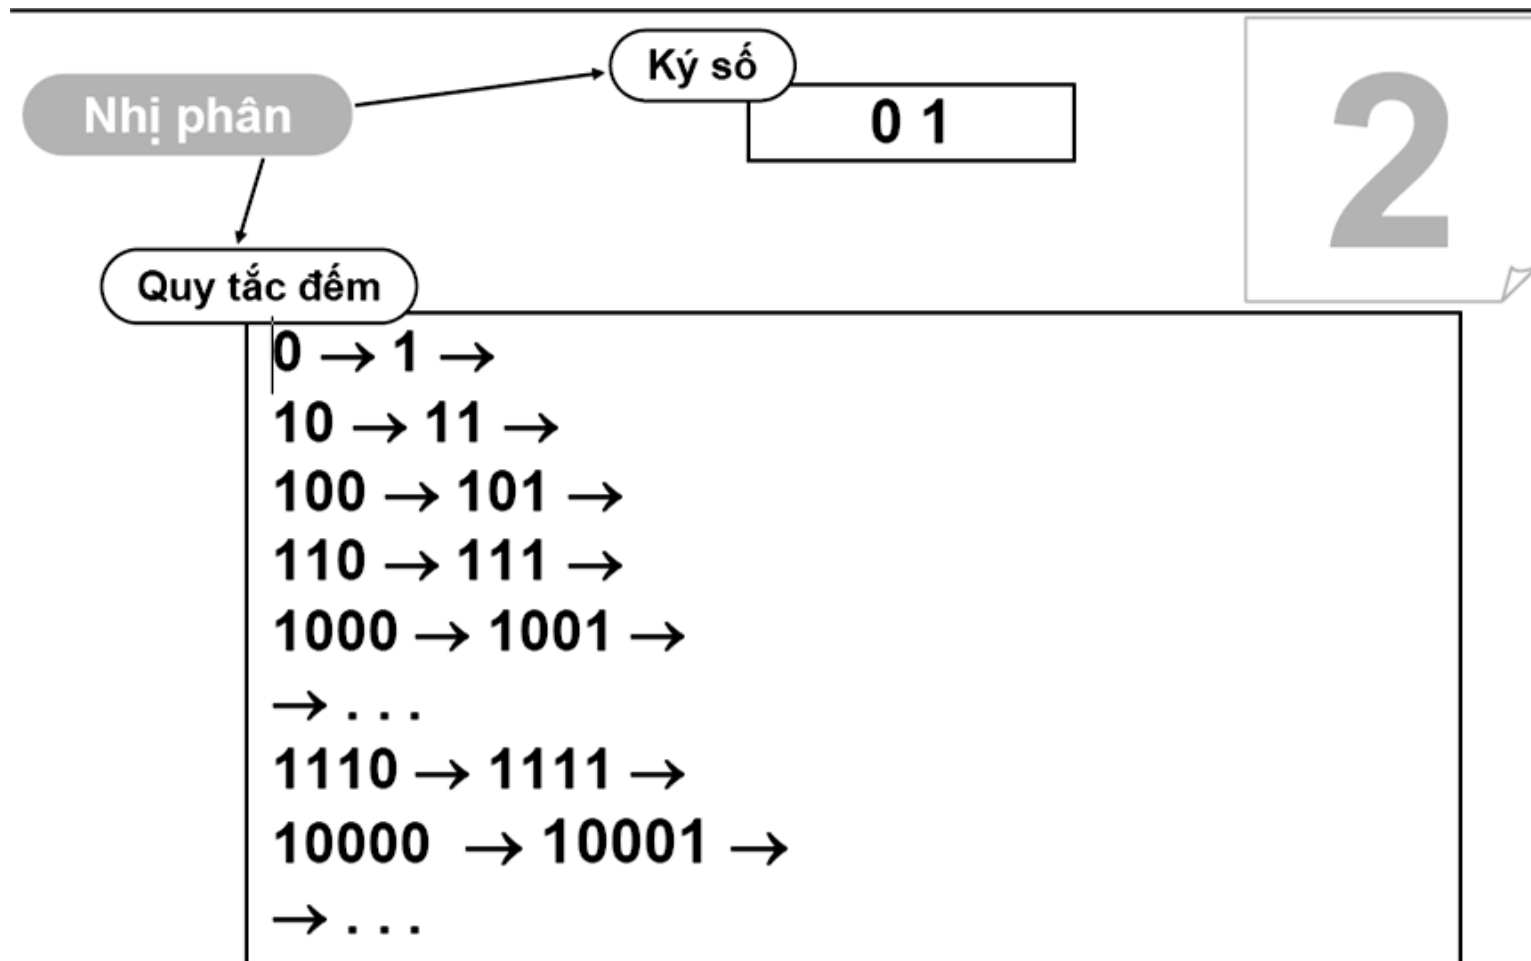 Ký số
Nhị phân
0 1
2
Quy tắc đếm
0 → 1 →
10 → 11 →
100 → 101 →
110 → 111 →
1000 → 1001 →
→ . . .
1110 → 1111 →
10000 → 10001 →
→ . . .